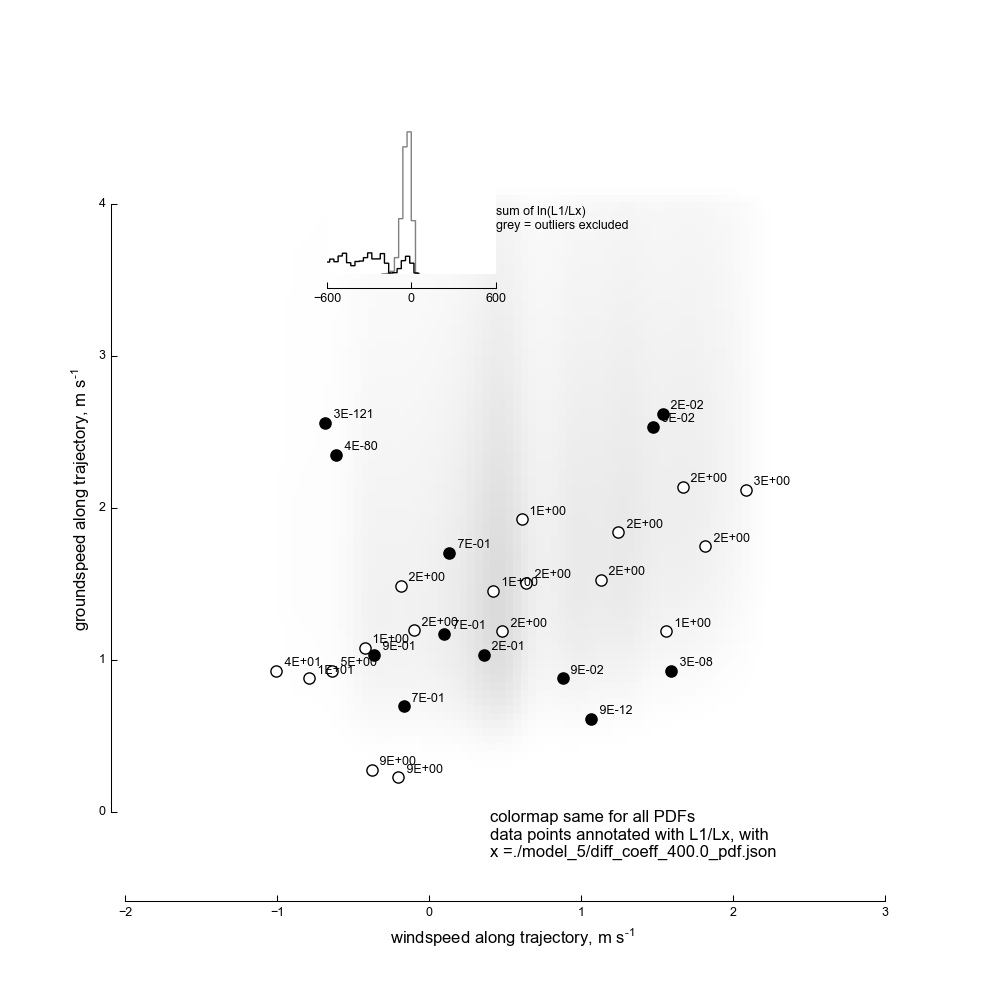 sum of ln(L1/Lx)
grey = outliers excluded
4
−600 0 600
3
3E-121
2E-02
E-02
4E-80
2E+00
3E+00
2
1E+00
2E+00
2E+00
7E-01
2E+00
2E+00
2E+00
1E+00
2E+00
7E-01
2E+00
1E+00
1E+00
9E-01
2E-01
1
4E+01
5E+00
1E+01
9E-02
3E-08
7E-01
9E-12
9E+00
9E+00
0
groundspeed along trajectory, m s-1
colormap same for all PDFs
data points annotated with L1/Lx, with
x =./model_5/diff_coeff_400.0_pdf.json
−2 −1 0 1 2 3
windspeed along trajectory, m s-1